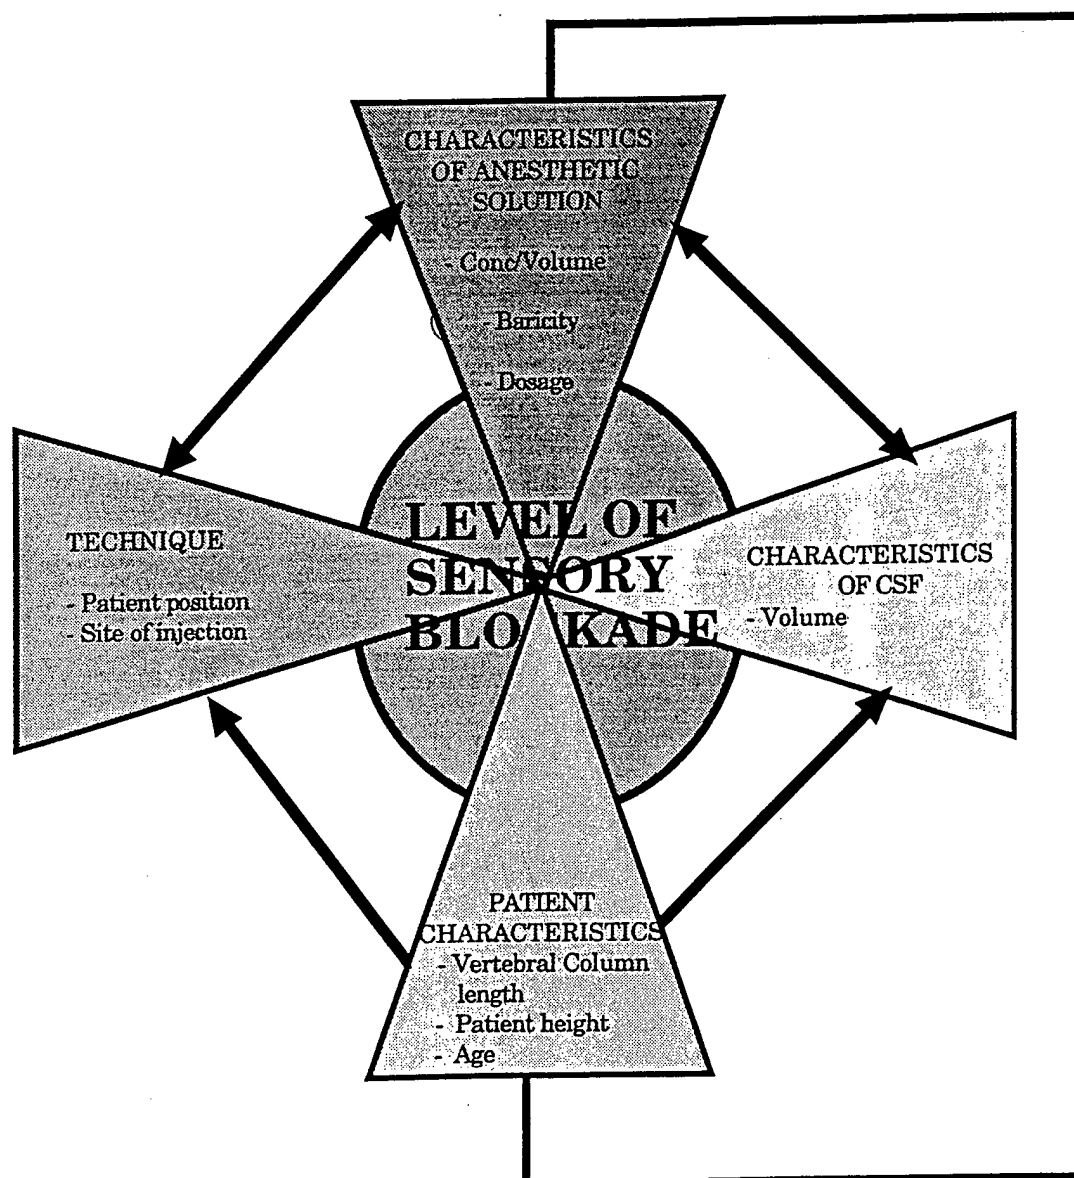 CHARACTERISTICS
OF ANESTHETIC
SOLUTION
- Conc/Volume
- Baricity
- Dosage
LEVEL OF
SENSORY
BLO KADE
TECHNIQUE
- Patient position
- Site of injection
CHARACTERISTICS
OF CSF
- Volume
PATIENT
CHARACTERISTICS
- Vertebral Column
length
- Patient height
- Age